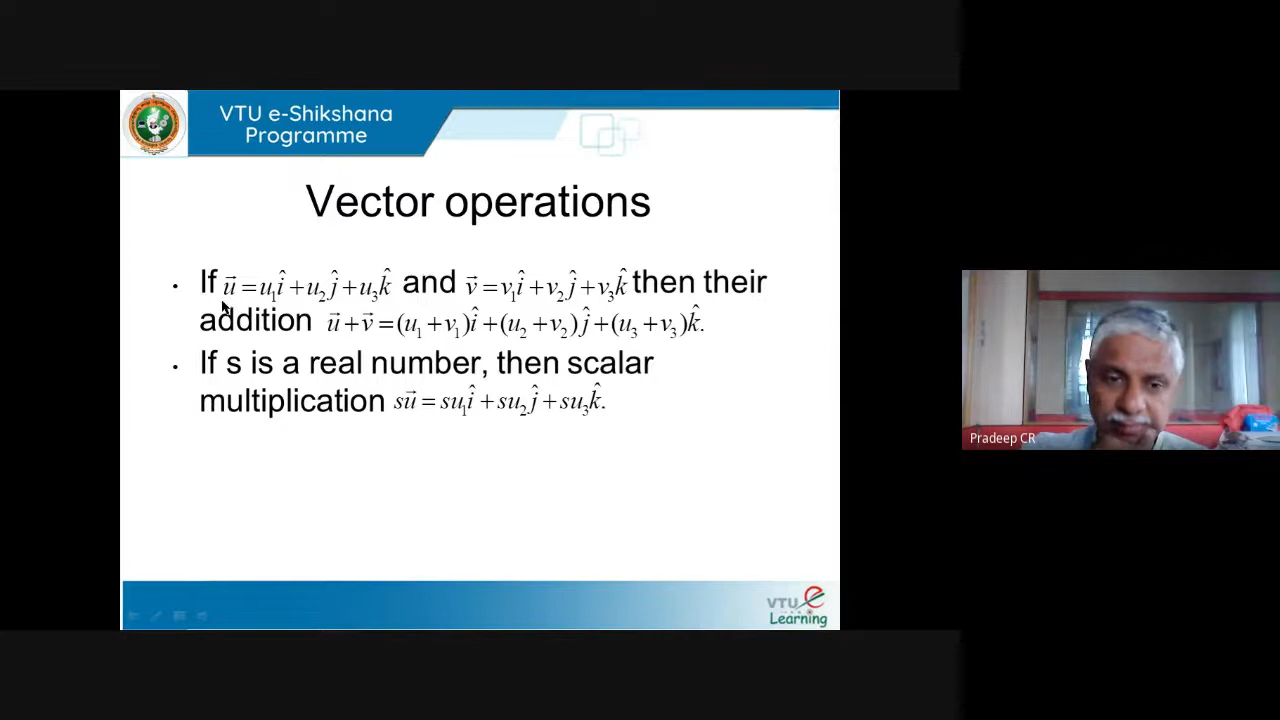 VTU e-Shikshana
Programme
Vector operations
• If u⃗ = u₁î + u₂ĵ + u₃k̂ and v⃗ = v₁î + v₂ĵ + v₃k̂ then their
addition u⃗ + v⃗ = (u₁ + v₁)î + (u₂ + v₂)ĵ + (u₃ + v₃)k̂.
• If s is a real number, then scalar
multiplication su⃗ = su₁î + su₂ĵ + su₃k̂.
Pradeep CR
VTU e
Learning